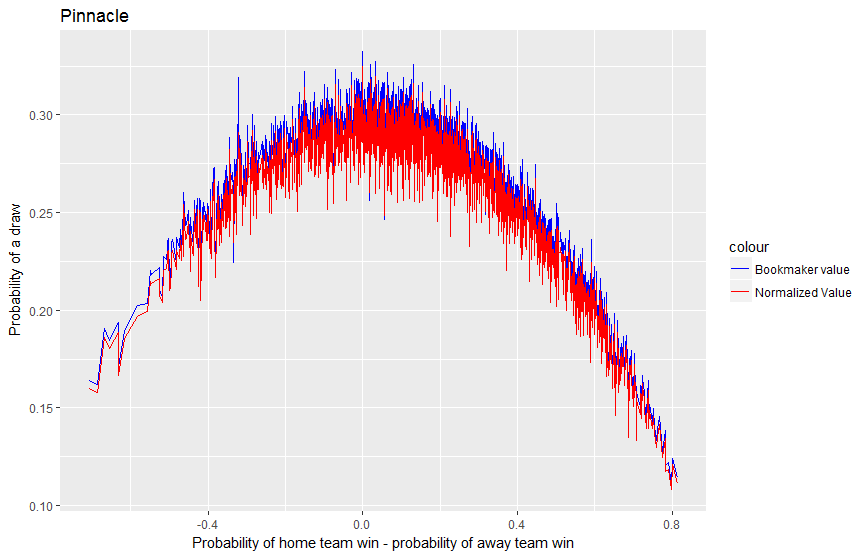 Pinnacle
0.30
0.25
0.20
0.15
0.10
Probability of a draw
-0.4
0.0
0.4
0.8
Probability of home team win - probability of away team win
colour
Bookmaker value
Normalized Value